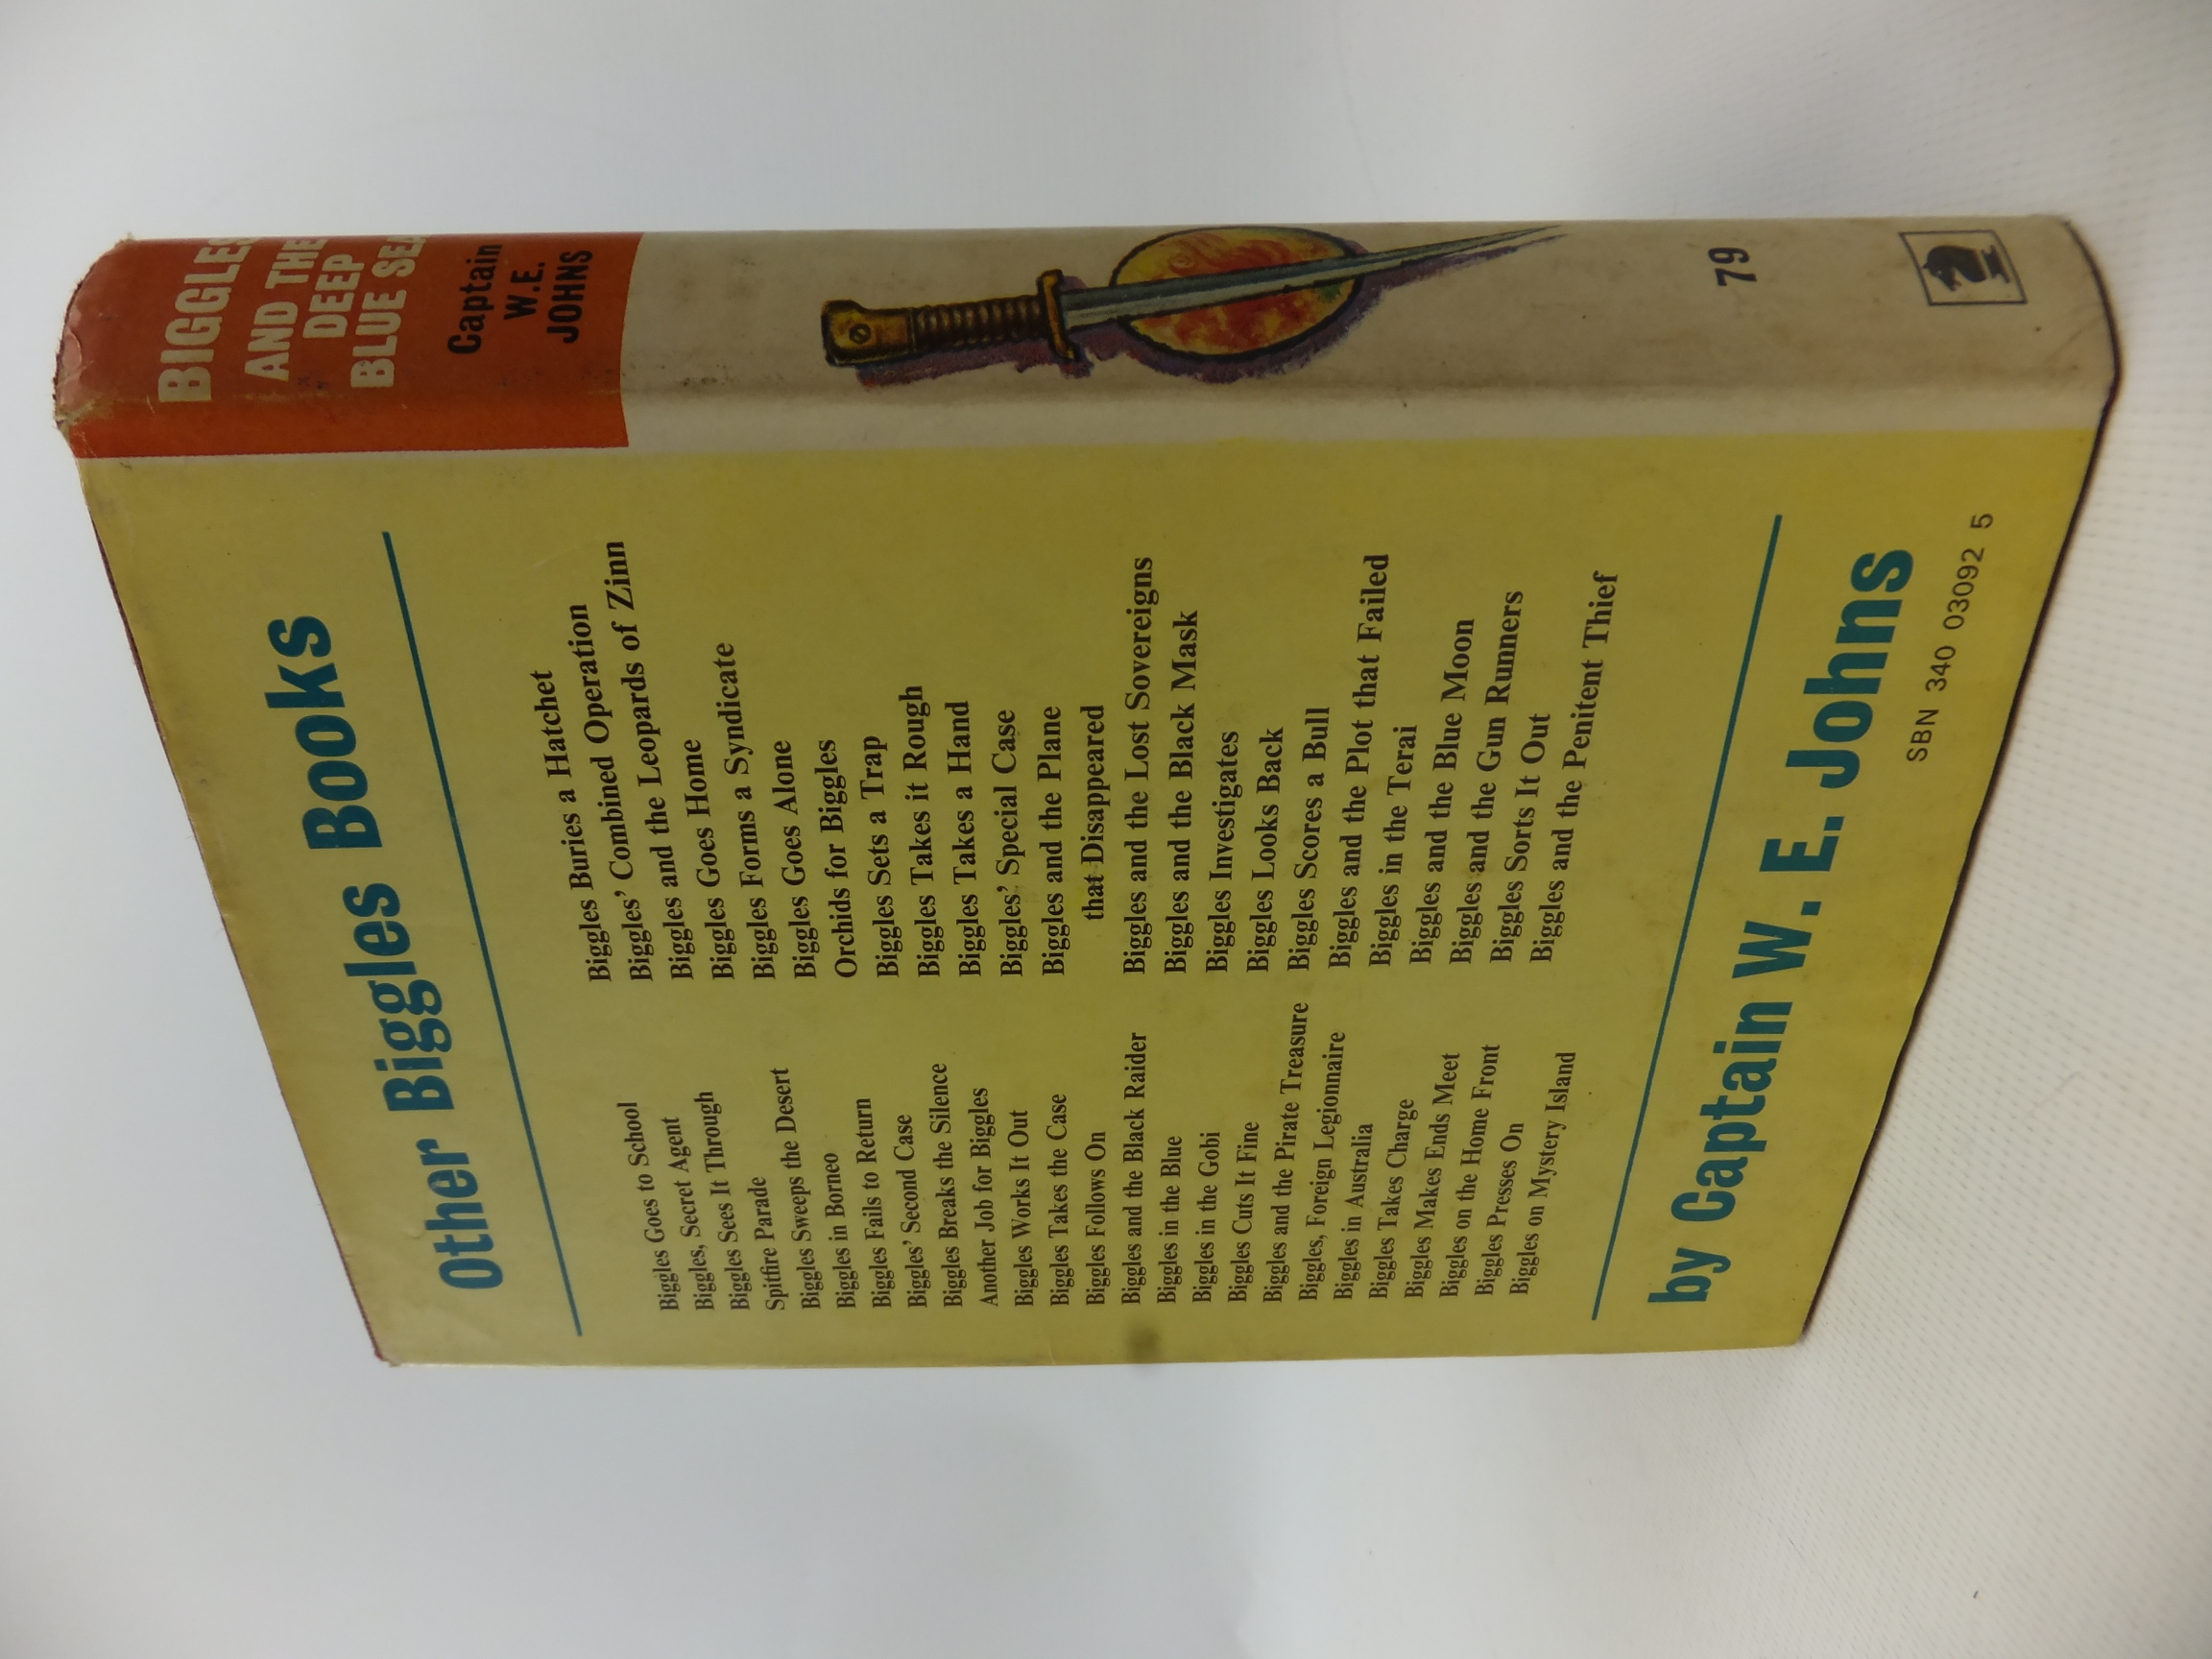 Other Biggles Books
Biggles Goes to School
Biggles, Secret Agent
Biggles Sees It Through
Spitfire Parade
Biggles Sweeps the Desert
Biggles in Borneo
Biggles Fails to Return
Biggles’ Second Case
Biggles Breaks the Silence
Another Job for Biggles
Biggles Works It Out
Biggles Takes the Case
Biggles Follows On
Biggles and the Black Raider
Biggles in the Blue
Biggles in the Gobi
Biggles Cuts It Fine
Biggles and the Pirate Treasure
Biggles, Foreign Legionnaire
Biggles in Australia
Biggles Takes Charge
Biggles Makes Ends Meet
Biggles on the Home Front
Biggles Presses On
Biggles on Mystery Island
Biggles Buries a Hatchet
Biggles’ Combined Operation
Biggles and the Leopards of Zinn
Biggles Goes Home
Biggles Forms a Syndicate
Biggles Goes Alone
Orchids for Biggles
Biggles Sets a Trap
Biggles Takes it Rough
Biggles Takes a Hand
Biggles’ Special Case
Biggles and the Plane
that Disappeared
Biggles and the Lost Sovereigns
Biggles and the Black Mask
Biggles Investigates
Biggles Looks Back
Biggles Scores a Bull
Biggles and the Plot that Failed
Biggles in the Terai
Biggles and the Blue Moon
Biggles and the Gun Runners
Biggles Sorts It Out
Biggles and the Penitent Thief
by Captain W. E. Johns
SBN 340 03092 5
BIGGLES
AND THE
DEEP
BLUE SEA
Captain
W.E.
JOHNS
79